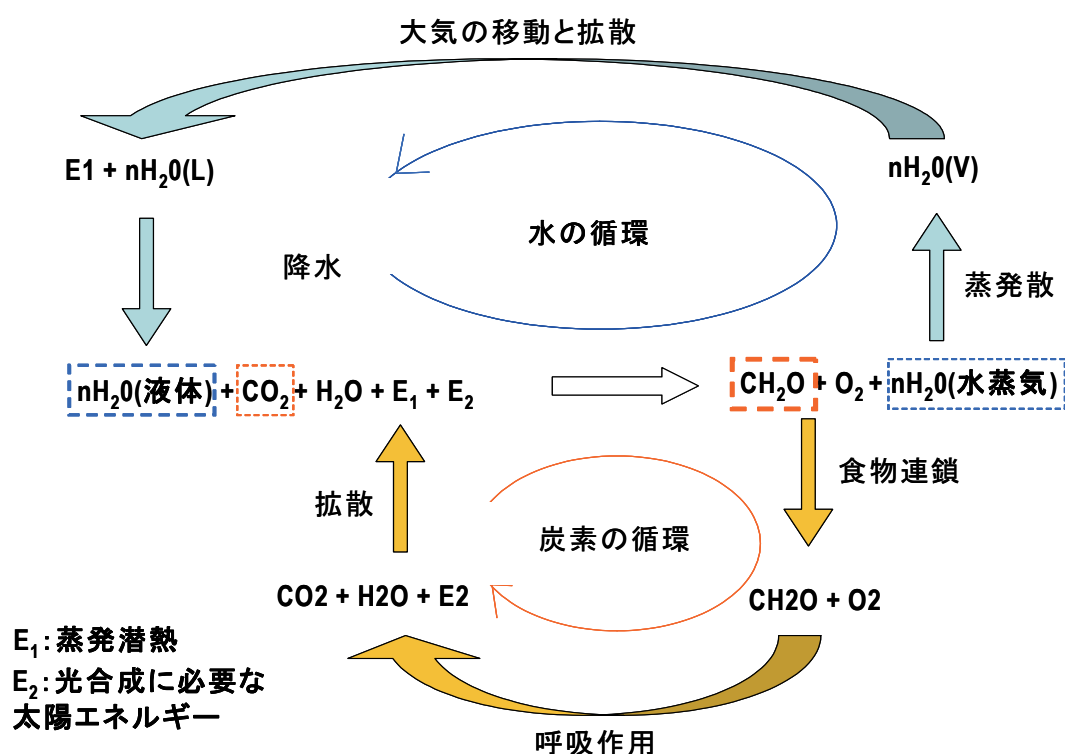 大気の移動と拡散
E1 + nH₂0(L)
nH₂0(V)
水の循環
降水
蒸発散
nH₂0(液体) + CO₂ + H₂O + E₁ + E₂
CH₂O + O₂ + nH₂0(水蒸気)
食物連鎖
拡散
炭素の循環
CO2 + H2O + E2
CH2O + O2
E₁:蒸発潜熱
E₂:光合成に必要な
太陽エネルギー
呼吸作用